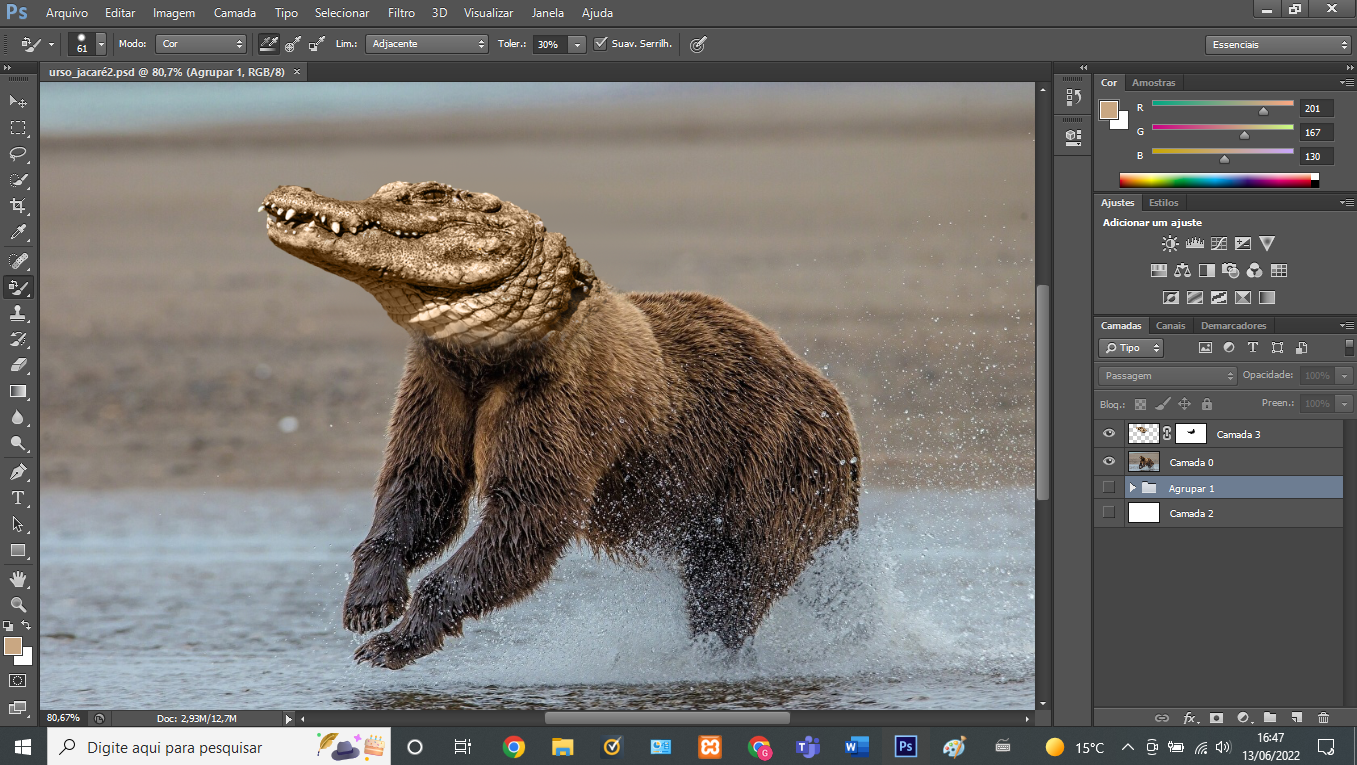 Ps Arquivo Editar Imagem Camada Tipo Selecionar Filtro 3D Visualizar Janela Ajuda
61 Modo: Cor Lim.: Adjacente Toler.: 30% Suav. Serrilh. Essenciais
urso_jacaré2.psd @ 80,7% (Agrupar 1, RGB/8) ×
Cor Amostras
R 201
G 167
B 130
Ajustes Estilos
Adicionar um ajuste
Camadas Canais Demarcadores
Tipo
Passagem Opacidade: 100%
Bloq.: Preen.: 100%
Camada 3
Camada 0
Agrupar 1
Camada 2
80,67% Doc: 2,93M/12,7M
Digite aqui para pesquisar
G
Ps
15°C
16:47
13/06/2022